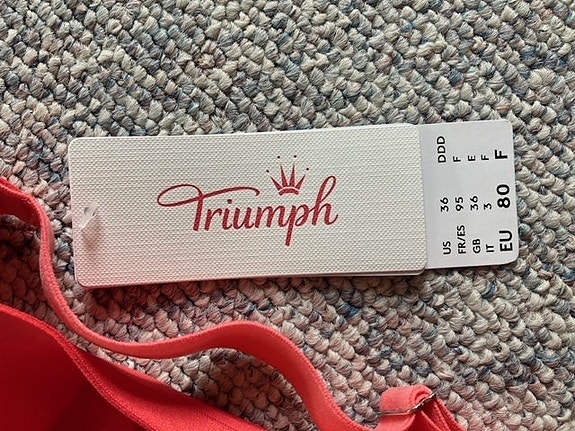 Triumph
US 36 DDD
FR/ES 95 F
GB 36 E
IT 3 F
EU 80 F